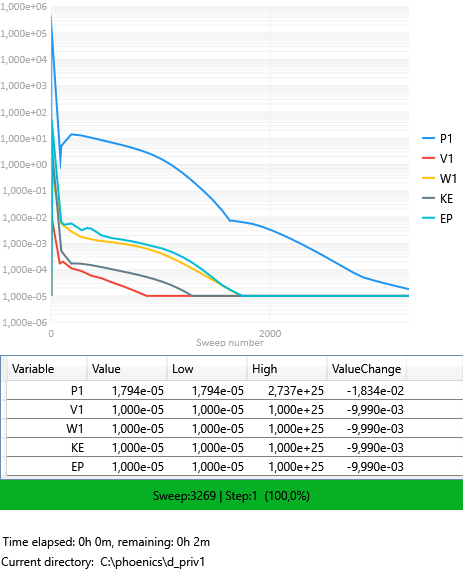 1,000e+06
1,000e+05
1,000e+04
1,000e+03
1,000e+02
1,000e+01
1,000e+00
1,000e-01
1,000e-02
1,000e-03
1,000e-04
1,000e-05
1,000e-06
0 2000
Sweep number
P1
V1
W1
KE
EP
Variable Value Low High ValueChange
P1 1,794e-05 1,794e-05 2,737e+25 -1,834e-02
V1 1,000e-05 1,000e-05 1,000e+25 -9,990e-03
W1 1,000e-05 1,000e-05 1,000e+25 -9,990e-03
KE 1,000e-05 1,000e-05 1,000e+25 -9,990e-03
EP 1,000e-05 1,000e-05 1,000e+25 -9,990e-03
Sweep:3269 | Step:1 (100,0%)
Time elapsed: 0h 0m, remaining: 0h 2m
Current directory: C:\phoenics\d_priv1